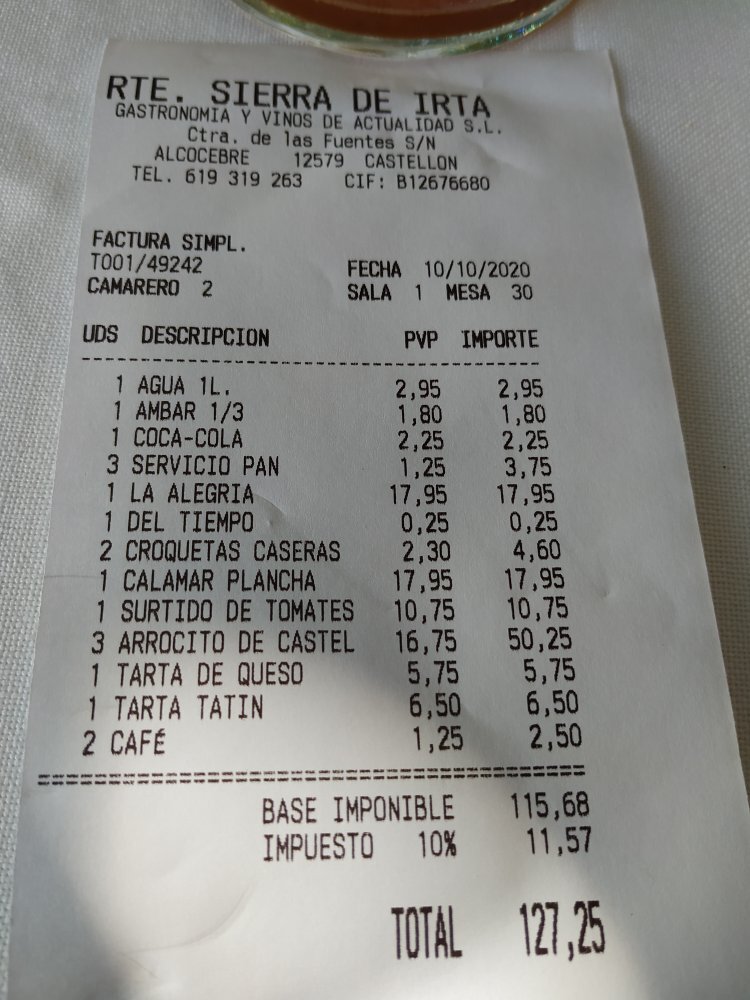 RTE. SIERRA DE IRTA
GASTRONOMIA Y VINOS DE ACTUALIDAD S.L.
Ctra. de las Fuentes S/N
ALCOCEBRE 12579 CASTELLON
TEL. 619 319 263 CIF: B12676680
FACTURA SIMPL.
T001/49242 FECHA 10/10/2020
CAMARERO 2 SALA 1 MESA 30
UDS DESCRIPCION PVP IMPORTE
1 AGUA 1L. 2,95 2,95
1 AMBAR 1/3 1,80 1,80
1 COCA-COLA 2,25 2,25
3 SERVICIO PAN 1,25 3,75
1 LA ALEGRIA 17,95 17,95
1 DEL TIEMPO 0,25 0,25
2 CROQUETAS CASERAS 2,30 4,60
1 CALAMAR PLANCHA 17,95 17,95
1 SURTIDO DE TOMATES 10,75 10,75
3 ARROCITO DE CASTEL 16,75 50,25
1 TARTA DE QUESO 5,75 5,75
1 TARTA TATIN 6,50 6,50
2 CAFÉ 1,25 2,50
BASE IMPONIBLE 115,68
IMPUESTO 10% 11,57
TOTAL 127,25